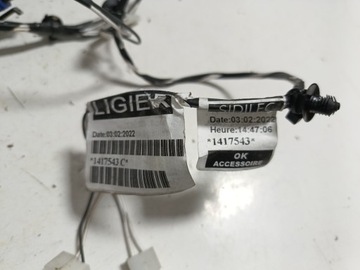 LIGIER
Date:03:02:2022
*1417543 C*
SIDILEC
Date:03:02:2022
Heure:14:47:06
*1417543*
OK
ACCESSOIRE